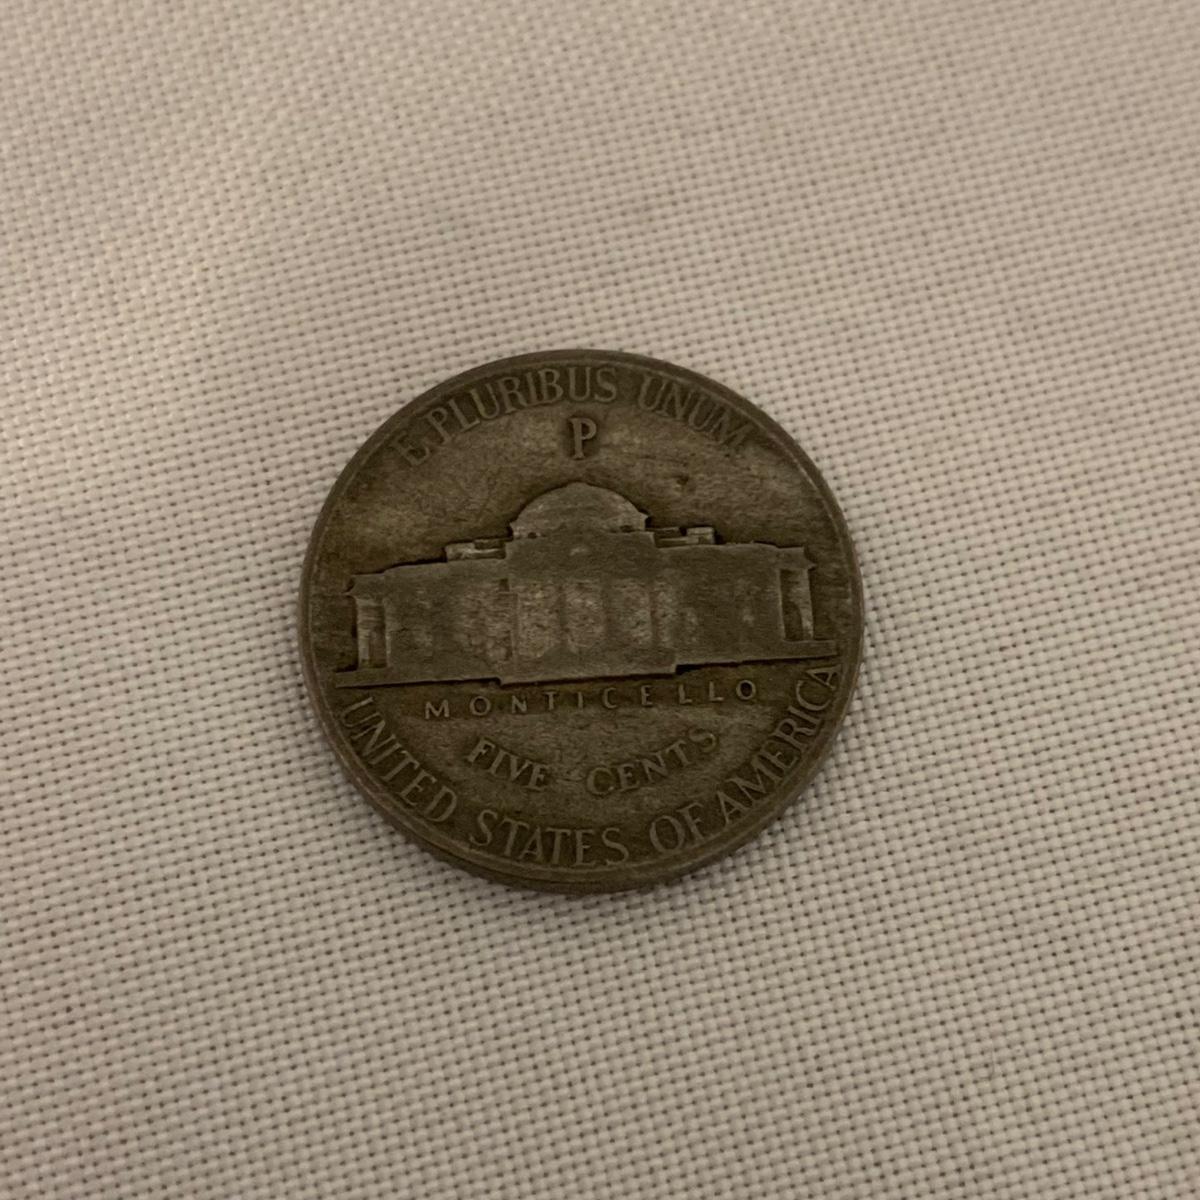 E PLURIBUS UNUM
P
MONTICELLO
FIVE CENTS
UNITED STATES OF AMERICA